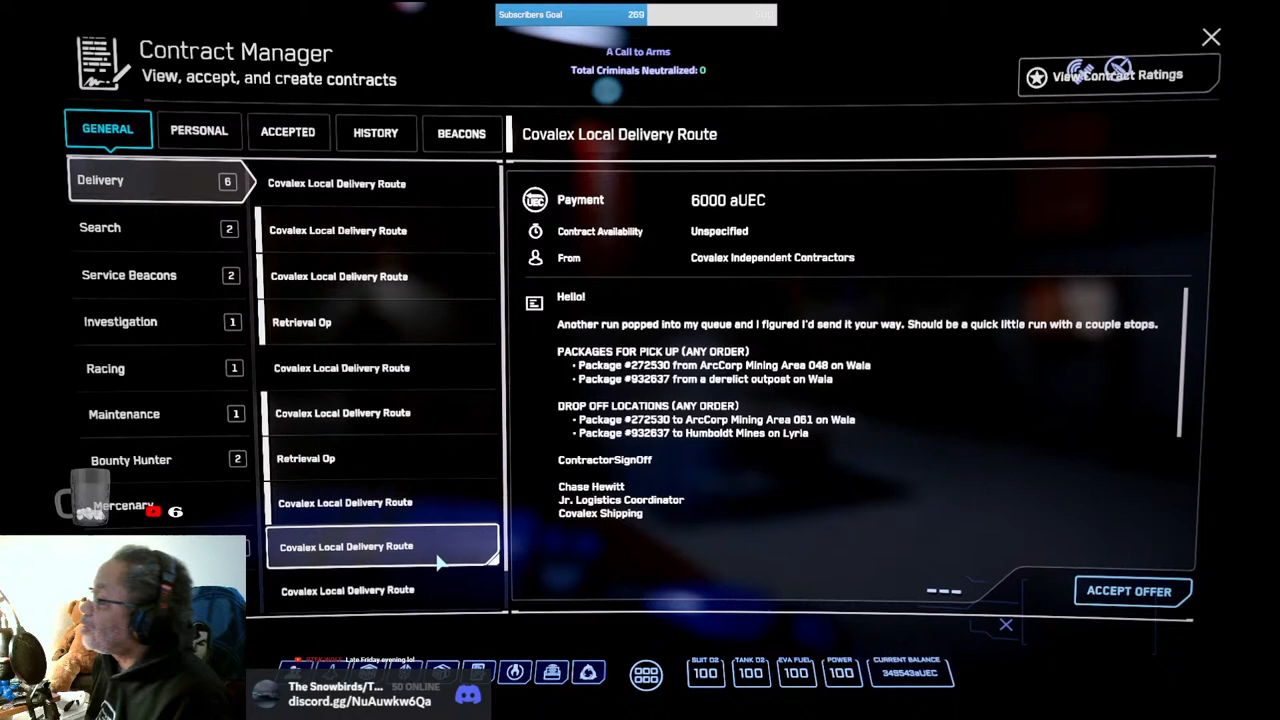 Subscribers Goal 269
Contract Manager
View, accept, and create contracts
A Call to Arms
Total Criminals Neutralized: 0
View Contract Ratings
GENERAL
PERSONAL
ACCEPTED
HISTORY
BEACONS
Covalex Local Delivery Route
Delivery 6
Search 2
Service Beacons 2
Investigation 1
Racing 1
Maintenance 1
Bounty Hunter 2
Mercenary
6
Covalex Local Delivery Route
Covalex Local Delivery Route
Covalex Local Delivery Route
Retrieval Op
Covalex Local Delivery Route
Covalex Local Delivery Route
Retrieval Op
Covalex Local Delivery Route
Covalex Local Delivery Route
Covalex Local Delivery Route
UEC Payment 6000 aUEC
Contract Availability Unspecified
From Covalex Independent Contractors
Hello!
Another run popped into my queue and I figured I'd send it your way. Should be a quick little run with a couple stops.
PACKAGES FOR PICK UP (ANY ORDER)
· Package #272530 from ArcCorp Mining Area 048 on Wala
· Package #932637 from a derelict outpost on Wala
DROP OFF LOCATIONS (ANY ORDER)
· Package #272530 to ArcCorp Mining Area 061 on Wala
· Package #932637 to Humboldt Mines on Lyria
ContractorSignOff
Chase Hewitt
Jr. Logistics Coordinator
Covalex Shipping
ACCEPT OFFER
Late Friday evening lol
The Snowbirds/T... 50 ONLINE
discord.gg/NuAuwkw6Qa
SUIT O2 100
TANK O2 100
EVA FUEL 100
POWER 100
CURRENT BALANCE
345543aUEC